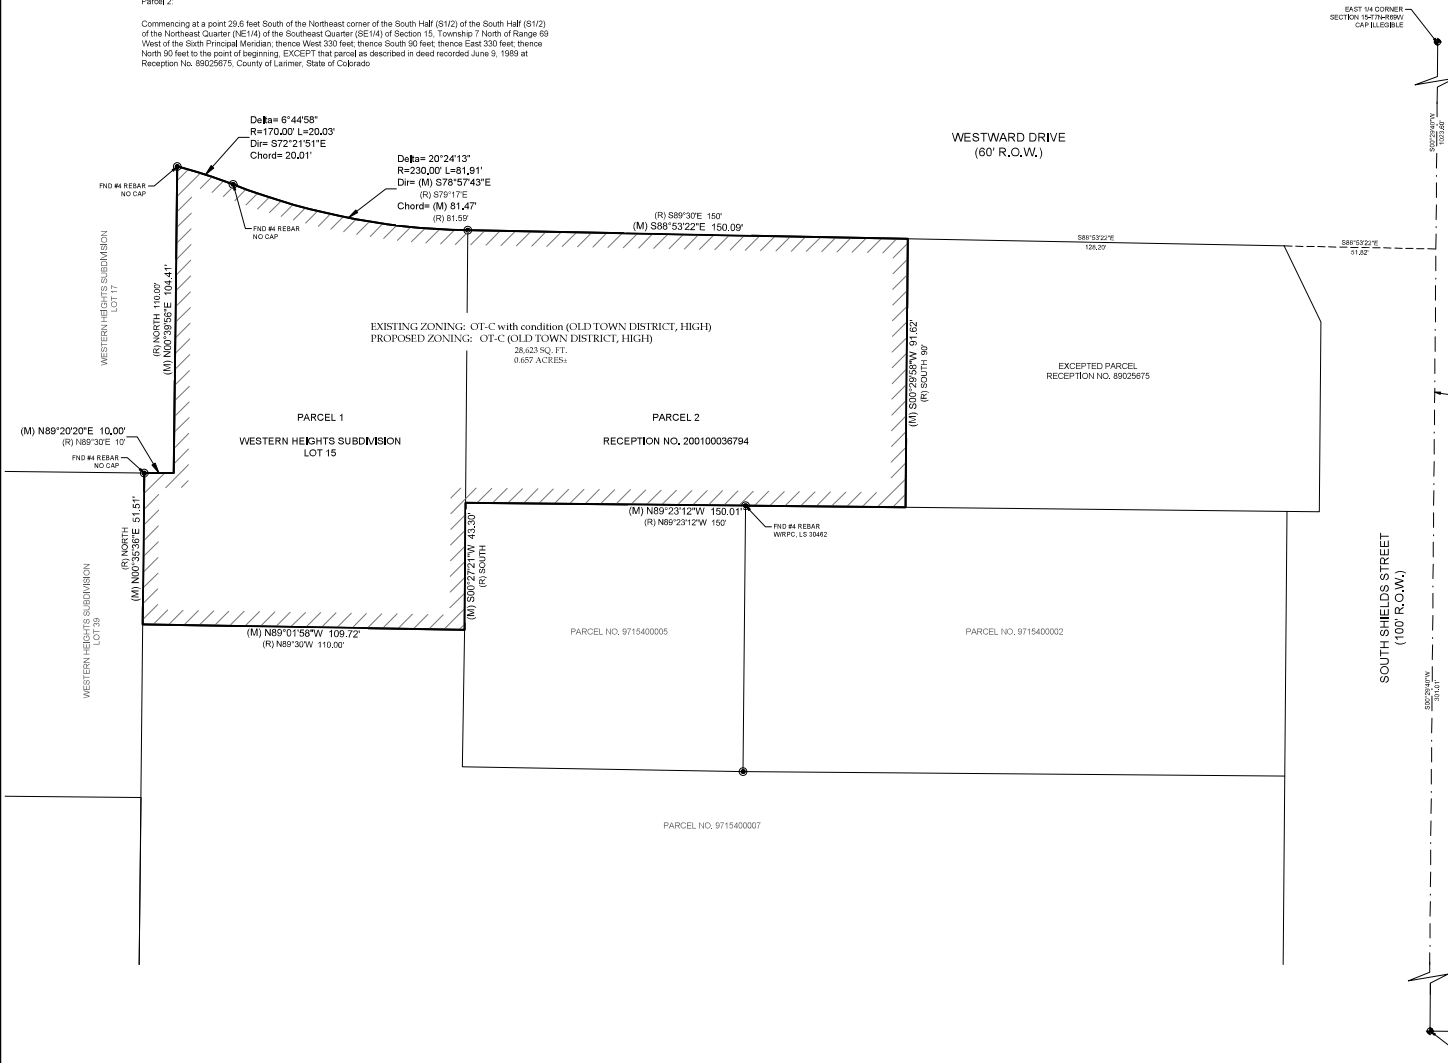 Parcel 2:
Commencing at a point 29.6 feet South of the Northeast corner of the South Half (S1/2) of the South Half (S1/2)
of the Northeast Quarter (NE1/4) of the Southeast Quarter (SE1/4) of Section 15, Township 7 North of Range 69
West of the Sixth Principal Meridian; thence West 330 feet; thence South 90 feet; thence East 330 feet; thence
North 90 feet to the point of beginning, EXCEPT that parcel as described in deed recorded June 9, 1989 at
Reception No. 89025675, County of Larimer, State of Colorado
EAST 1/4 CORNER
SECTION 15-T7N-R69W
CAP ILLEGIBLE
S00°29'40"W
1023.60'
Delta= 6°44'58"
R=170.00' L=20.03'
Dir= S72°21'51"E
Chord= 20.01'
Delta= 20°24'13"
R=230.00' L=81.91'
Dir= (M) S78°57'43"E
(R) S79°17'E
Chord= (M) 81.47'
(R) 81.59'
WESTWARD DRIVE
(60' R.O.W.)
FND #4 REBAR
NO CAP
FND #4 REBAR
NO CAP
(R) S89°30'E 150'
(M) S88°53'22"E 150.09'
S88°53'22"E
128.20'
S88°53'22"E
51.82'
WESTERN HEIGHTS SUBDIVISION
LOT 17
(R) NORTH 110.00'
(M) N00°39'56"E 104.41'
EXISTING ZONING: OT-C with condition (OLD TOWN DISTRICT, HIGH)
PROPOSED ZONING: OT-C (OLD TOWN DISTRICT, HIGH)
28,623 SQ. FT.
0.657 ACRES±
(M) S00°29'58"W 91.62'
(R) SOUTH 90'
EXCEPTED PARCEL
RECEPTION NO. 89025675
PARCEL 1
WESTERN HEIGHTS SUBDIVISION
LOT 15
PARCEL 2
RECEPTION NO. 200100036794
(M) N89°20'20"E 10.00'
(R) N89°30'E 10'
FND #4 REBAR
NO CAP
(R) NORTH
(M) N00°35'36"E 51.51'
(M) S00°27'21"W 43.30'
(R) SOUTH
(M) N89°23'12"W 150.01'
(R) N89°23'12"W 150'
FND #4 REBAR
W/RPC, LS 30462
WESTERN HEIGHTS SUBDIVISION
LOT 39
(M) N89°01'58"W 109.72'
(R) N89°30'W 110.00'
PARCEL NO. 9715400005
PARCEL NO. 9715400002
SOUTH SHIELDS STREET
(100' R.O.W.)
S00°29'40"W
301.01'
PARCEL NO. 9715400007